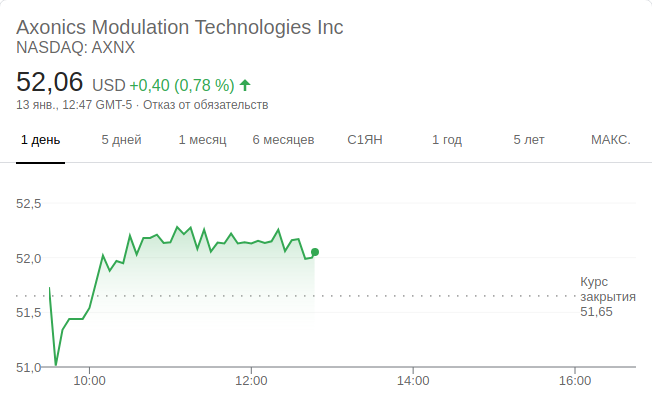 Axonics Modulation Technologies Inc
NASDAQ: AXNX
52,06 USD +0,40 (0,78 %)
13 янв., 12:47 GMT-5 · Отказ от обязательств
1 день 5 дней 1 месяц 6 месяцев С1ЯН 1 год 5 лет МАКС.
52,5
52,0
Курс
закрытия
51,65
51,5
51,0
10:00 12:00 14:00 16:00